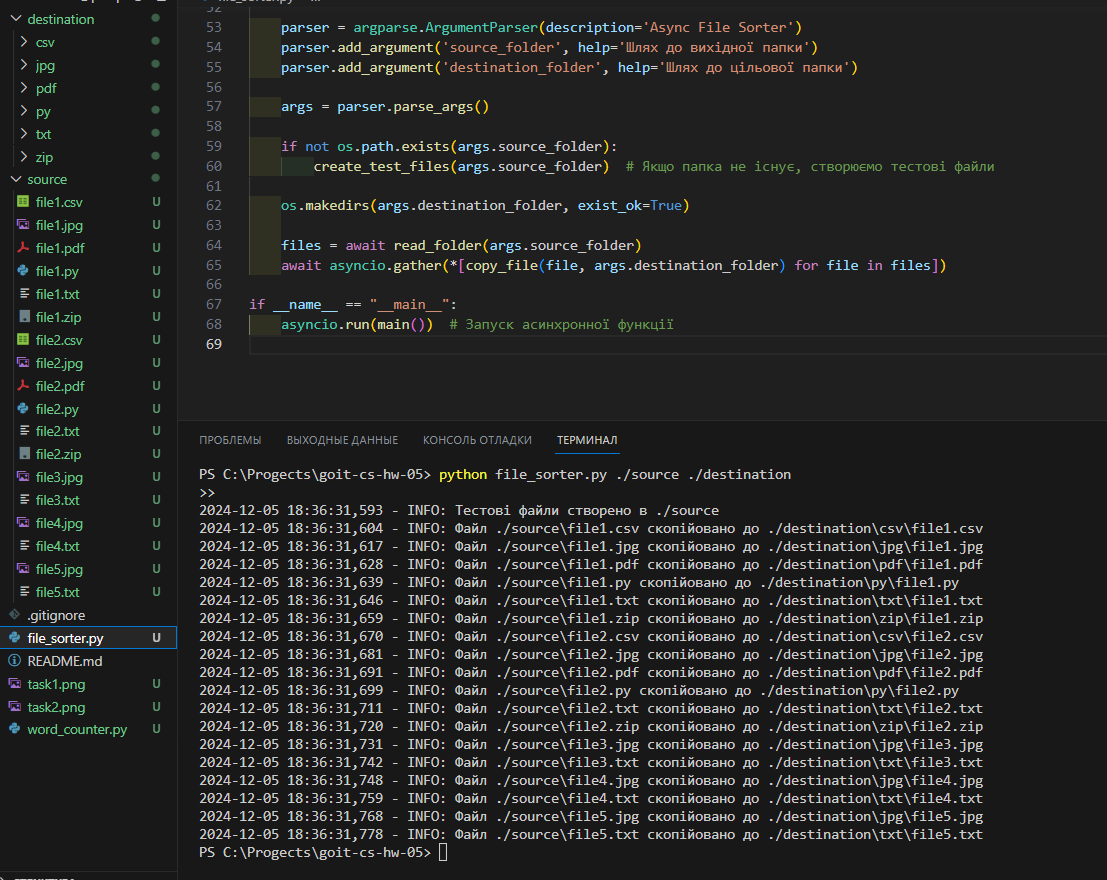 destination
csv
jpg
pdf
py
txt
zip
source
file1.csv U
file1.jpg U
file1.pdf U
file1.py U
file1.txt U
file1.zip U
file2.csv U
file2.jpg U
file2.pdf U
file2.py U
file2.txt U
file2.zip U
file3.jpg U
file3.txt U
file4.jpg U
file4.txt U
file5.jpg U
file5.txt U
.gitignore
file_sorter.py U
README.md
task1.png U
task2.png U
word_counter.py U
52
53 parser = argparse.ArgumentParser(description='Async File Sorter')
54 parser.add_argument('source_folder', help='Шлях до вихідної папки')
55 parser.add_argument('destination_folder', help='Шлях до цільової папки')
56
57 args = parser.parse_args()
58
59 if not os.path.exists(args.source_folder):
60 create_test_files(args.source_folder) # Якщо папка не існує, створюємо тестові файли
61
62 os.makedirs(args.destination_folder, exist_ok=True)
63
64 files = await read_folder(args.source_folder)
65 await asyncio.gather(*[copy_file(file, args.destination_folder) for file in files])
66
67 if __name__ == "__main__":
68 asyncio.run(main()) # Запуск асинхронної функції
69
ПРОБЛЕМЫ ВЫХОДНЫЕ ДАННЫЕ КОНСОЛЬ ОТЛАДКИ ТЕРМИНАЛ
PS C:\Progects\goit-cs-hw-05> python file_sorter.py ./source ./destination
>>
2024-12-05 18:36:31,593 - INFO: Тестові файли створено в ./source
2024-12-05 18:36:31,604 - INFO: Файл ./source\file1.csv скопійовано до ./destination\csv\file1.csv
2024-12-05 18:36:31,617 - INFO: Файл ./source\file1.jpg скопійовано до ./destination\jpg\file1.jpg
2024-12-05 18:36:31,628 - INFO: Файл ./source\file1.pdf скопійовано до ./destination\pdf\file1.pdf
2024-12-05 18:36:31,639 - INFO: Файл ./source\file1.py скопійовано до ./destination\py\file1.py
2024-12-05 18:36:31,646 - INFO: Файл ./source\file1.txt скопійовано до ./destination\txt\file1.txt
2024-12-05 18:36:31,659 - INFO: Файл ./source\file1.zip скопійовано до ./destination\zip\file1.zip
2024-12-05 18:36:31,670 - INFO: Файл ./source\file2.csv скопійовано до ./destination\csv\file2.csv
2024-12-05 18:36:31,681 - INFO: Файл ./source\file2.jpg скопійовано до ./destination\jpg\file2.jpg
2024-12-05 18:36:31,691 - INFO: Файл ./source\file2.pdf скопійовано до ./destination\pdf\file2.pdf
2024-12-05 18:36:31,699 - INFO: Файл ./source\file2.py скопійовано до ./destination\py\file2.py
2024-12-05 18:36:31,711 - INFO: Файл ./source\file2.txt скопійовано до ./destination\txt\file2.txt
2024-12-05 18:36:31,720 - INFO: Файл ./source\file2.zip скопійовано до ./destination\zip\file2.zip
2024-12-05 18:36:31,731 - INFO: Файл ./source\file3.jpg скопійовано до ./destination\jpg\file3.jpg
2024-12-05 18:36:31,742 - INFO: Файл ./source\file3.txt скопійовано до ./destination\txt\file3.txt
2024-12-05 18:36:31,748 - INFO: Файл ./source\file4.jpg скопійовано до ./destination\jpg\file4.jpg
2024-12-05 18:36:31,759 - INFO: Файл ./source\file4.txt скопійовано до ./destination\txt\file4.txt
2024-12-05 18:36:31,768 - INFO: Файл ./source\file5.jpg скопійовано до ./destination\jpg\file5.jpg
2024-12-05 18:36:31,778 - INFO: Файл ./source\file5.txt скопійовано до ./destination\txt\file5.txt
PS C:\Progects\goit-cs-hw-05>